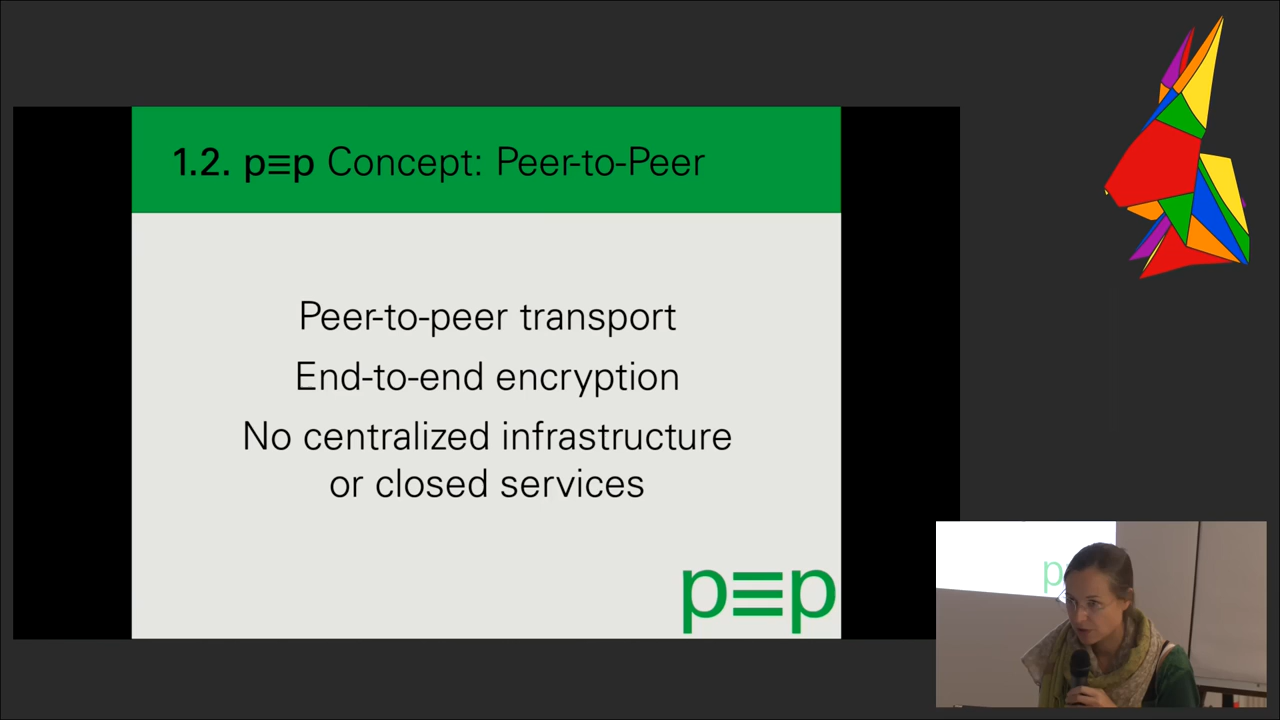 1.2. p≡p Concept: Peer-to-Peer
Peer-to-peer transport
End-to-end encryption
No centralized infrastructure
or closed services
p≡p
p